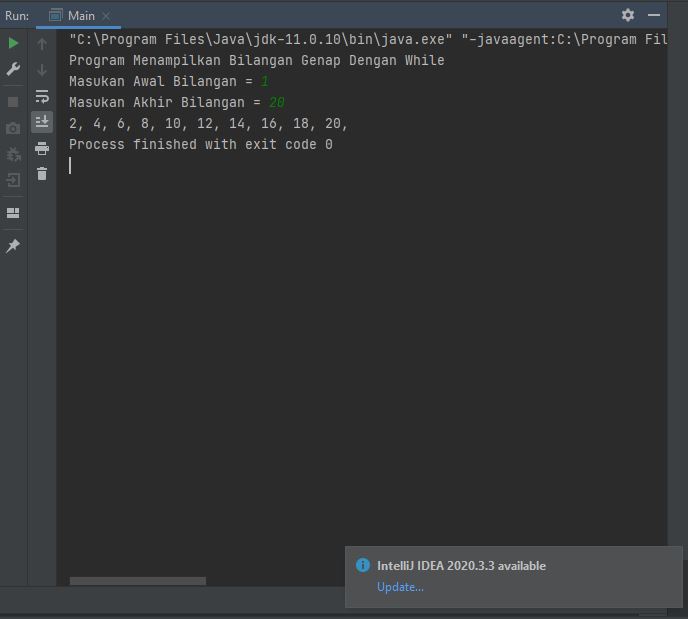 Run: Main
"C:\Program Files\Java\jdk-11.0.10\bin\java.exe" "-javaagent:C:\Program Fil
Program Menampilkan Bilangan Genap Dengan While
Masukan Awal Bilangan = 1
Masukan Akhir Bilangan = 20
2, 4, 6, 8, 10, 12, 14, 16, 18, 20,
Process finished with exit code 0
IntelliJ IDEA 2020.3.3 available
Update...